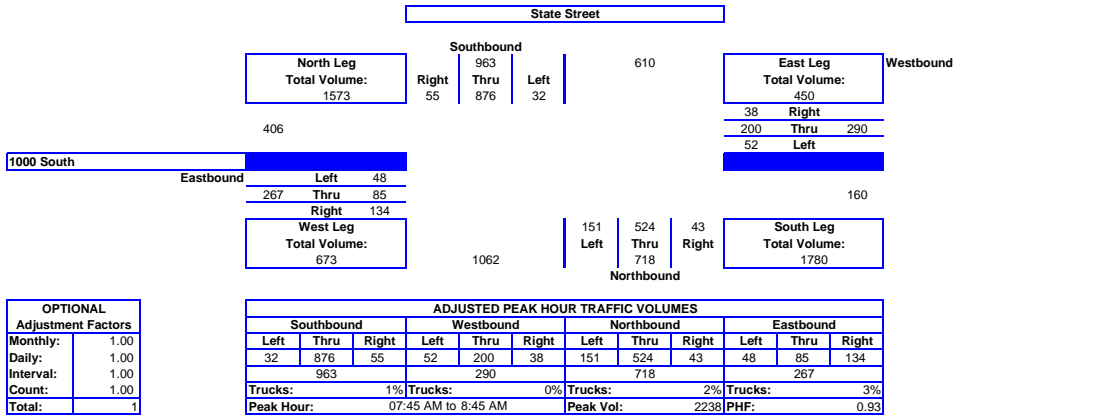 State Street
Southbound
North Leg 963 610 East Leg Westbound
Total Volume: Right Thru Left Total Volume:
1573 55 876 32 450
38 Right
406 200 Thru 290
52 Left
1000 South
Eastbound Left 48
267 Thru 85 160
Right 134
West Leg 151 524 43 South Leg
Total Volume: Left Thru Right Total Volume:
673 1062 718 1780
Northbound
OPTIONAL ADJUSTED PEAK HOUR TRAFFIC VOLUMES
Adjustment Factors Southbound Westbound Northbound Eastbound
Monthly: 1.00 Left Thru Right Left Thru Right Left Thru Right Left Thru Right
Daily: 1.00 32 876 55 52 200 38 151 524 43 48 85 134
Interval: 1.00 963 290 718 267
Count: 1.00 Trucks: 1% Trucks: 0% Trucks: 2% Trucks: 3%
Total: 1 Peak Hour: 07:45 AM to 8:45 AM Peak Vol: 2238 PHF: 0.93